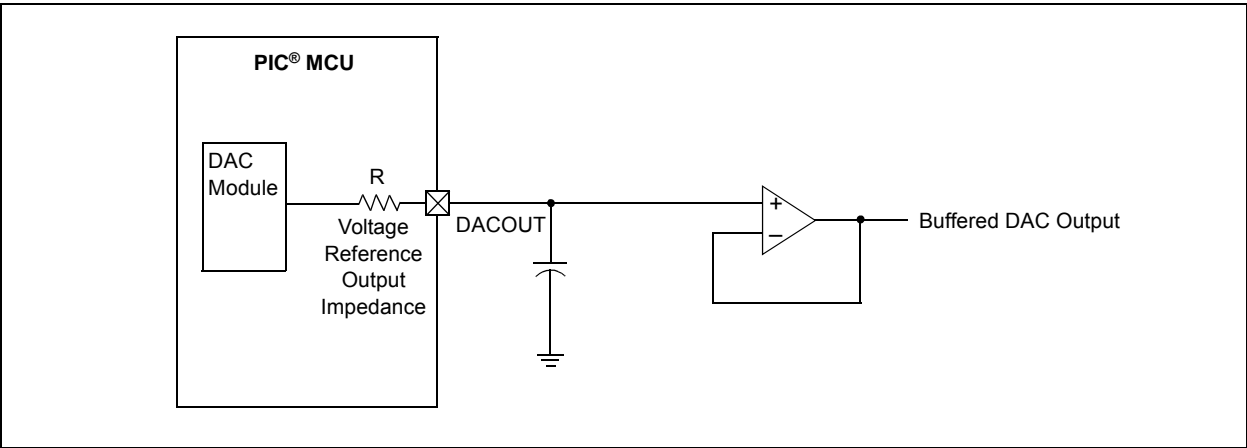 PIC® MCU
DAC
Module
R
Voltage
Reference
Output
Impedance
DACOUT
+
–
Buffered DAC Output